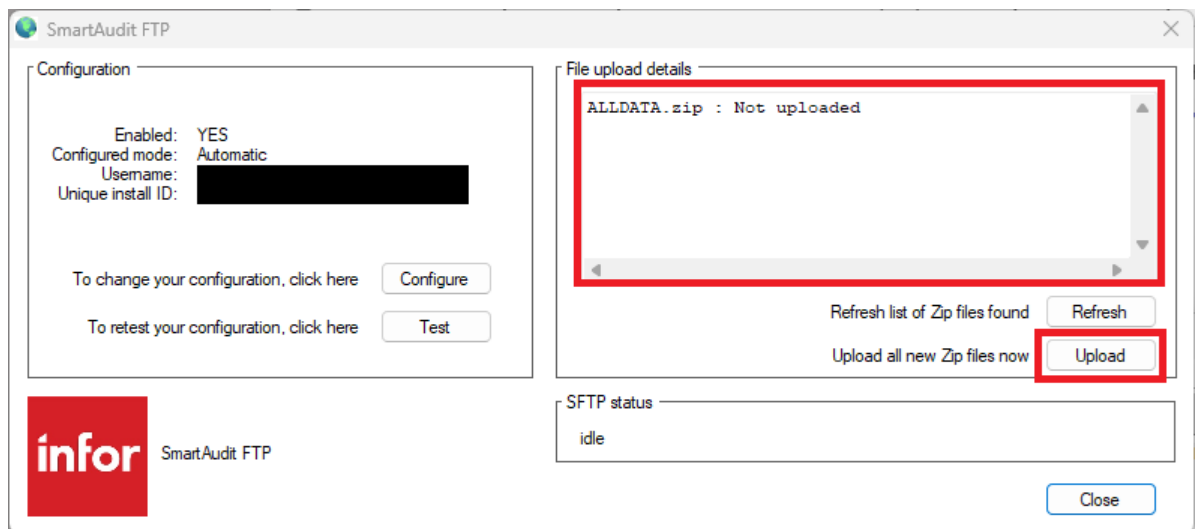 SmartAudit FTP
Configuration
Enabled: YES
Configured mode: Automatic
Username:
Unique install ID:
To change your configuration, click here Configure
To retest your configuration, click here Test
infor SmartAudit FTP
File upload details
ALLDATA.zip : Not uploaded
Refresh list of Zip files found Refresh
Upload all new Zip files now Upload
SFTP status
idle
Close